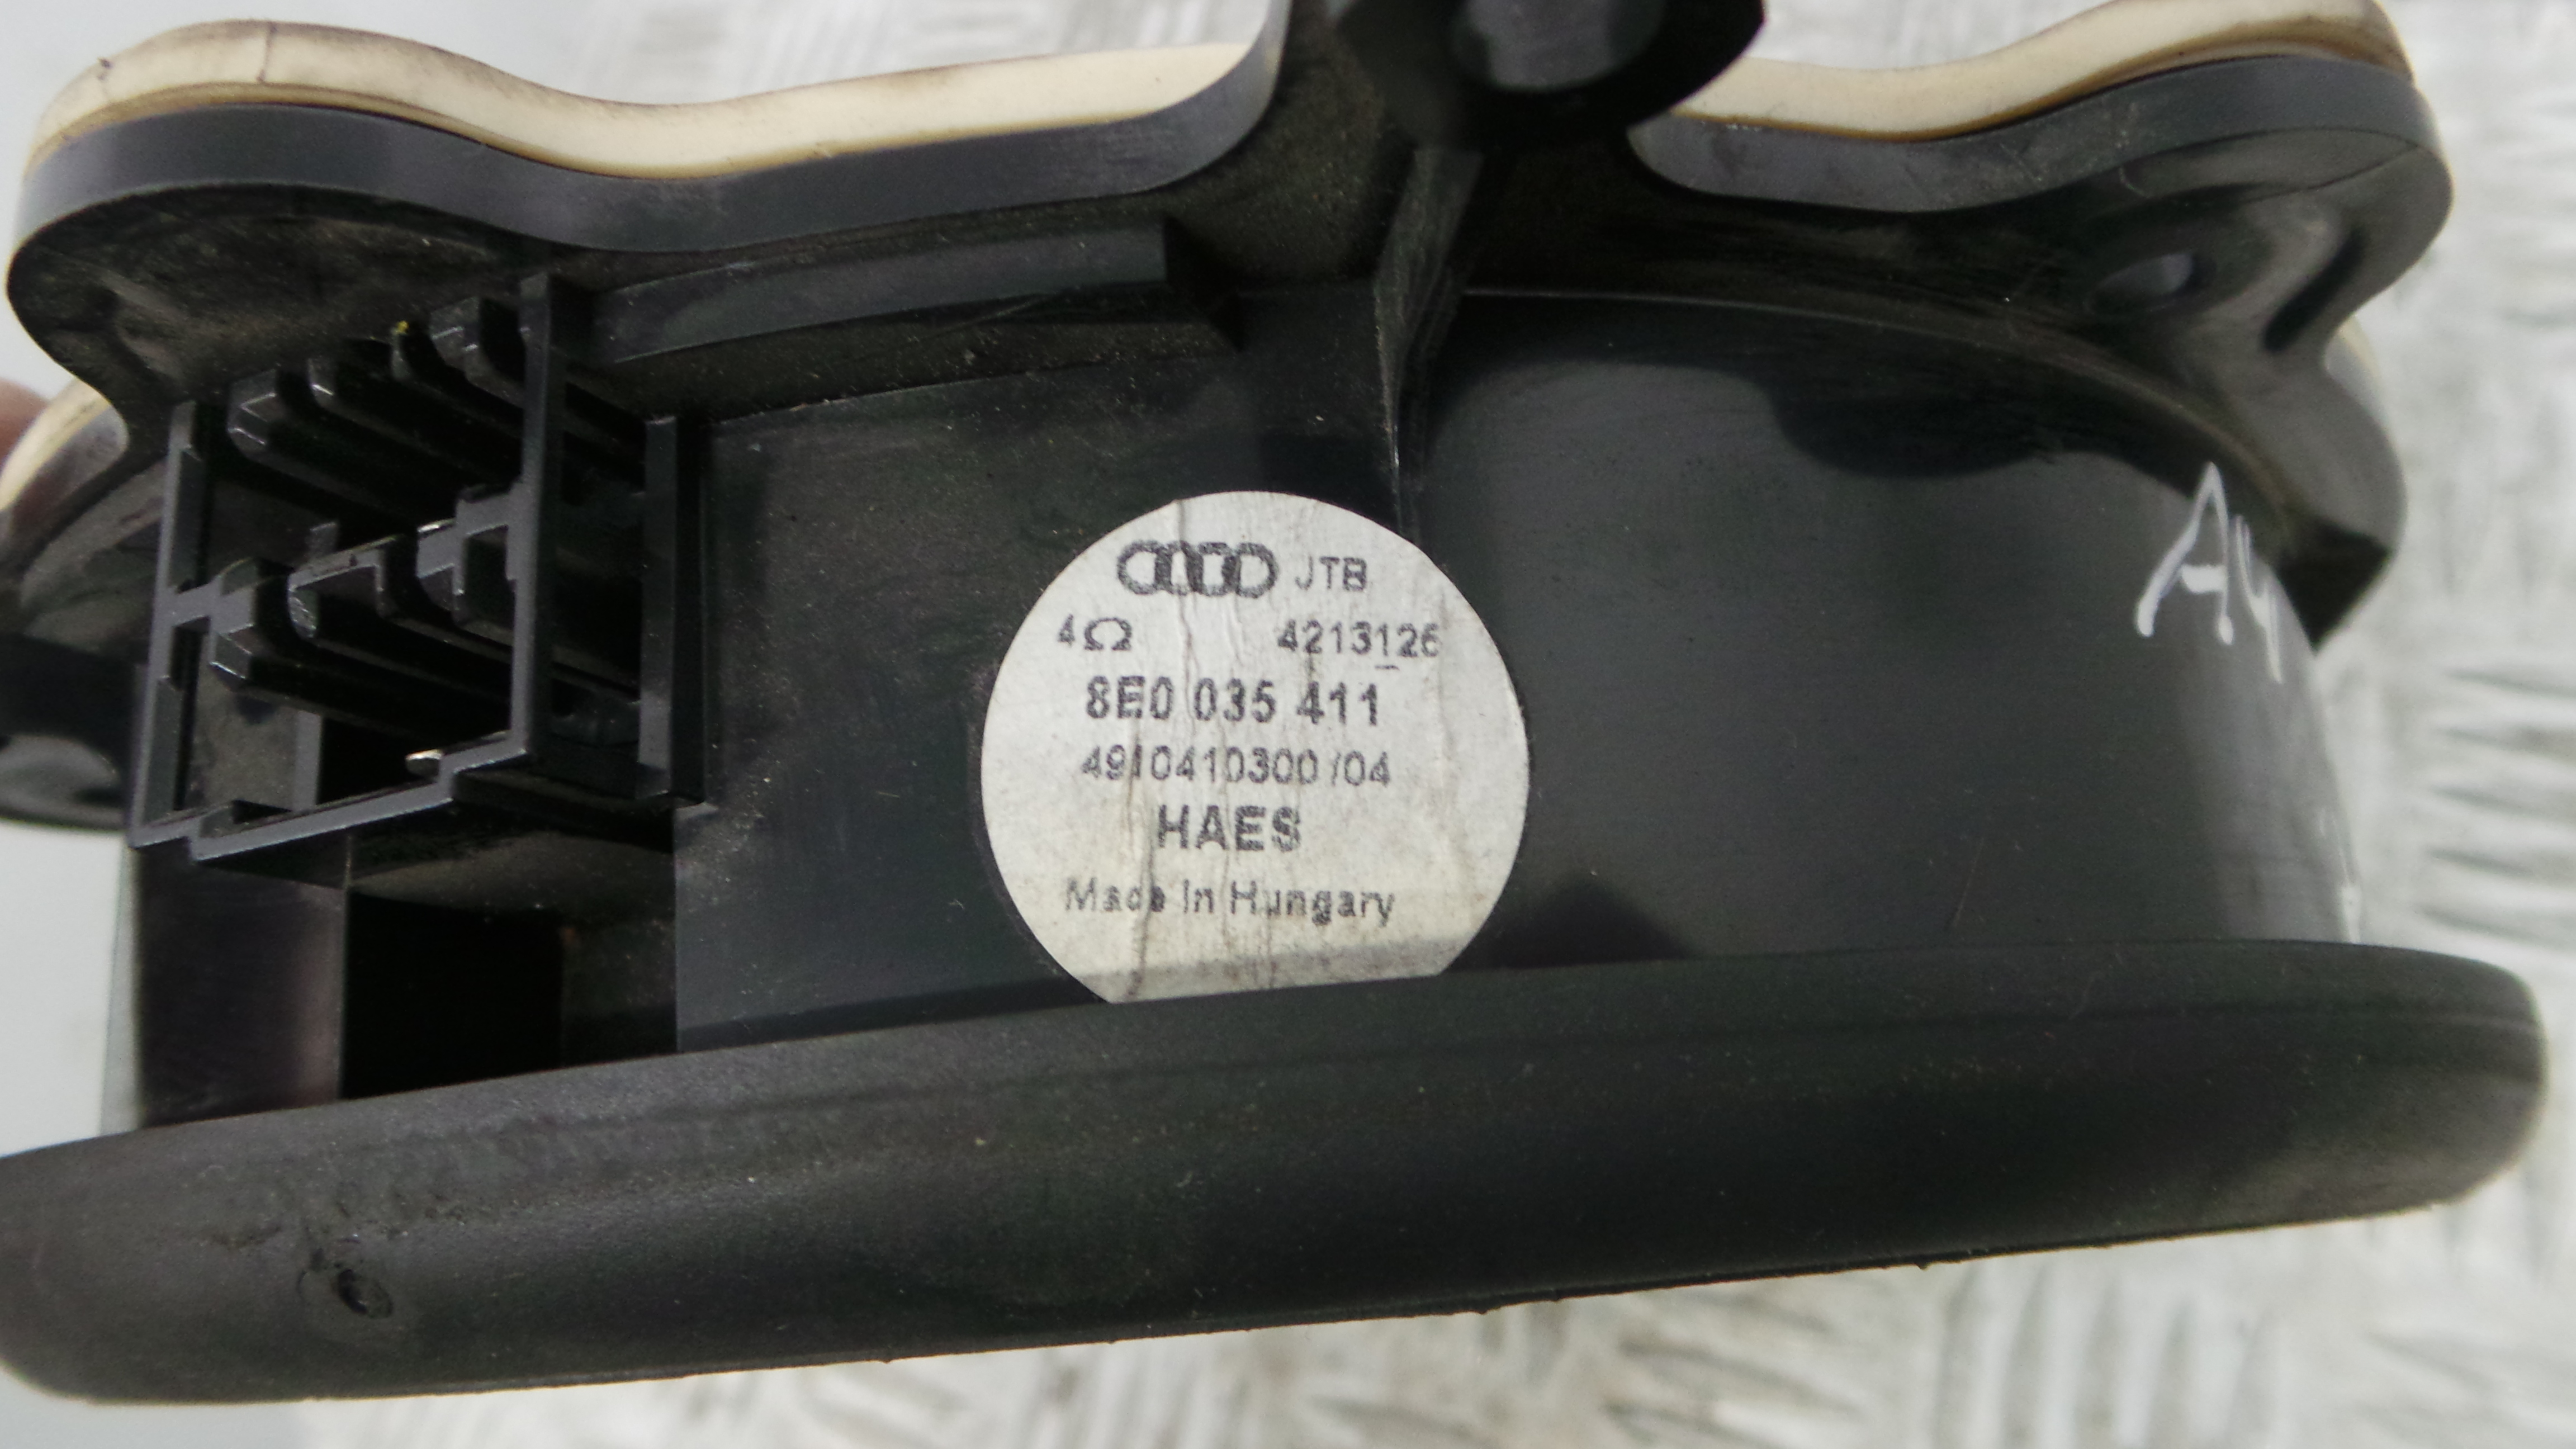 JTB
4Ω 4213126
8E0 035 411
4910410300/04
HAES
Made in Hungary
A4